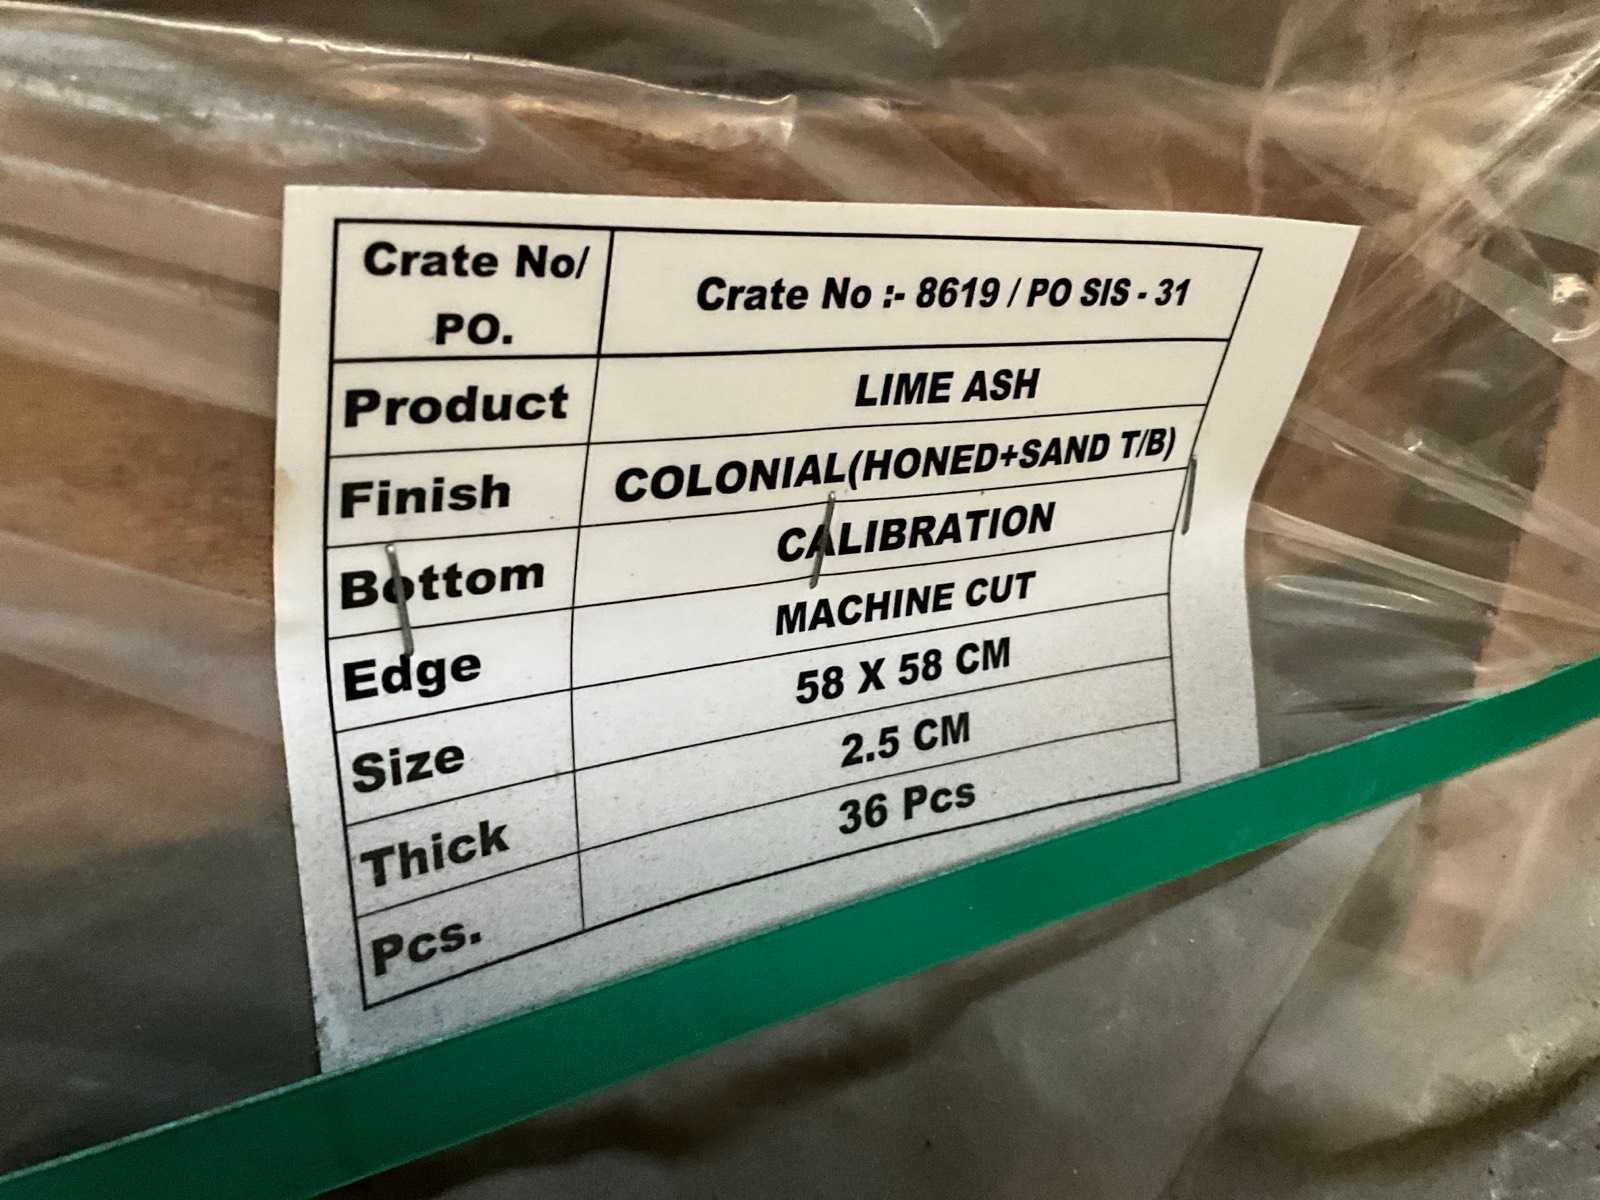 Crate No/ PO. Crate No :- 8619 / PO SIS - 31
Product LIME ASH
Finish COLONIAL(HONED+SAND T/B)
Bottom CALIBRATION
Edge MACHINE CUT
Size 58 X 58 CM
Thick 2.5 CM
Pcs. 36 Pcs